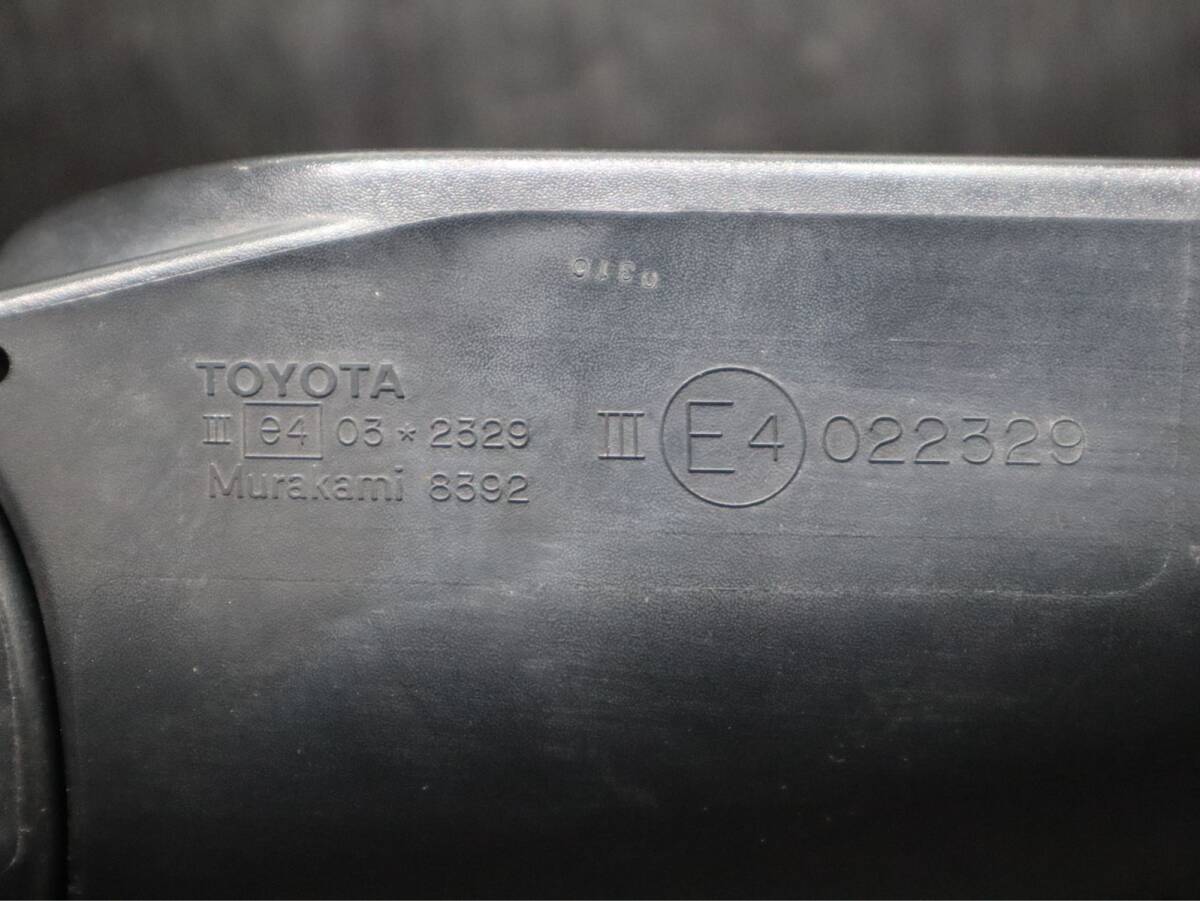 TOYOTA
III e4 03*2329
Murakami 8392
III E4 022329